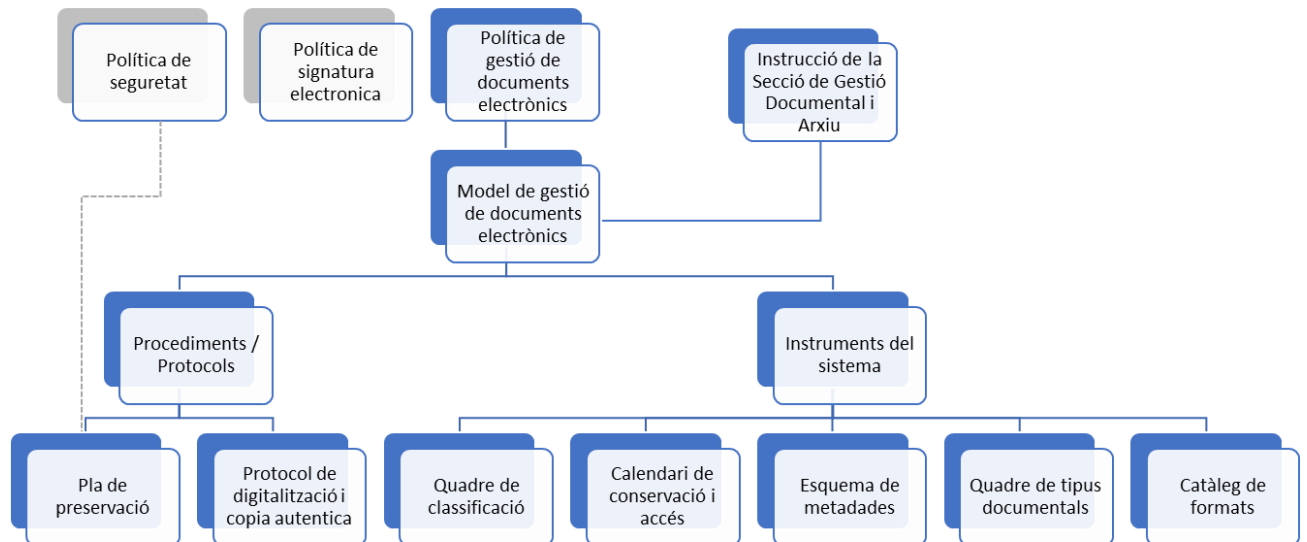 Política de
seguretat
Política de
signatura
electronica
Política de
gestió de
documents
electrònics
Instrucció de la
Secció de Gestió
Documental i
Arxiu
Model de gestió
de documents
electrònics
Procediments /
Protocols
Instruments del
sistema
Pla de
preservació
Protocol de
digitalització i
copia autentica
Quadre de
classificació
Calendari de
conservació i
accés
Esquema de
metadades
Quadre de tipus
documentals
Catàleg de
formats